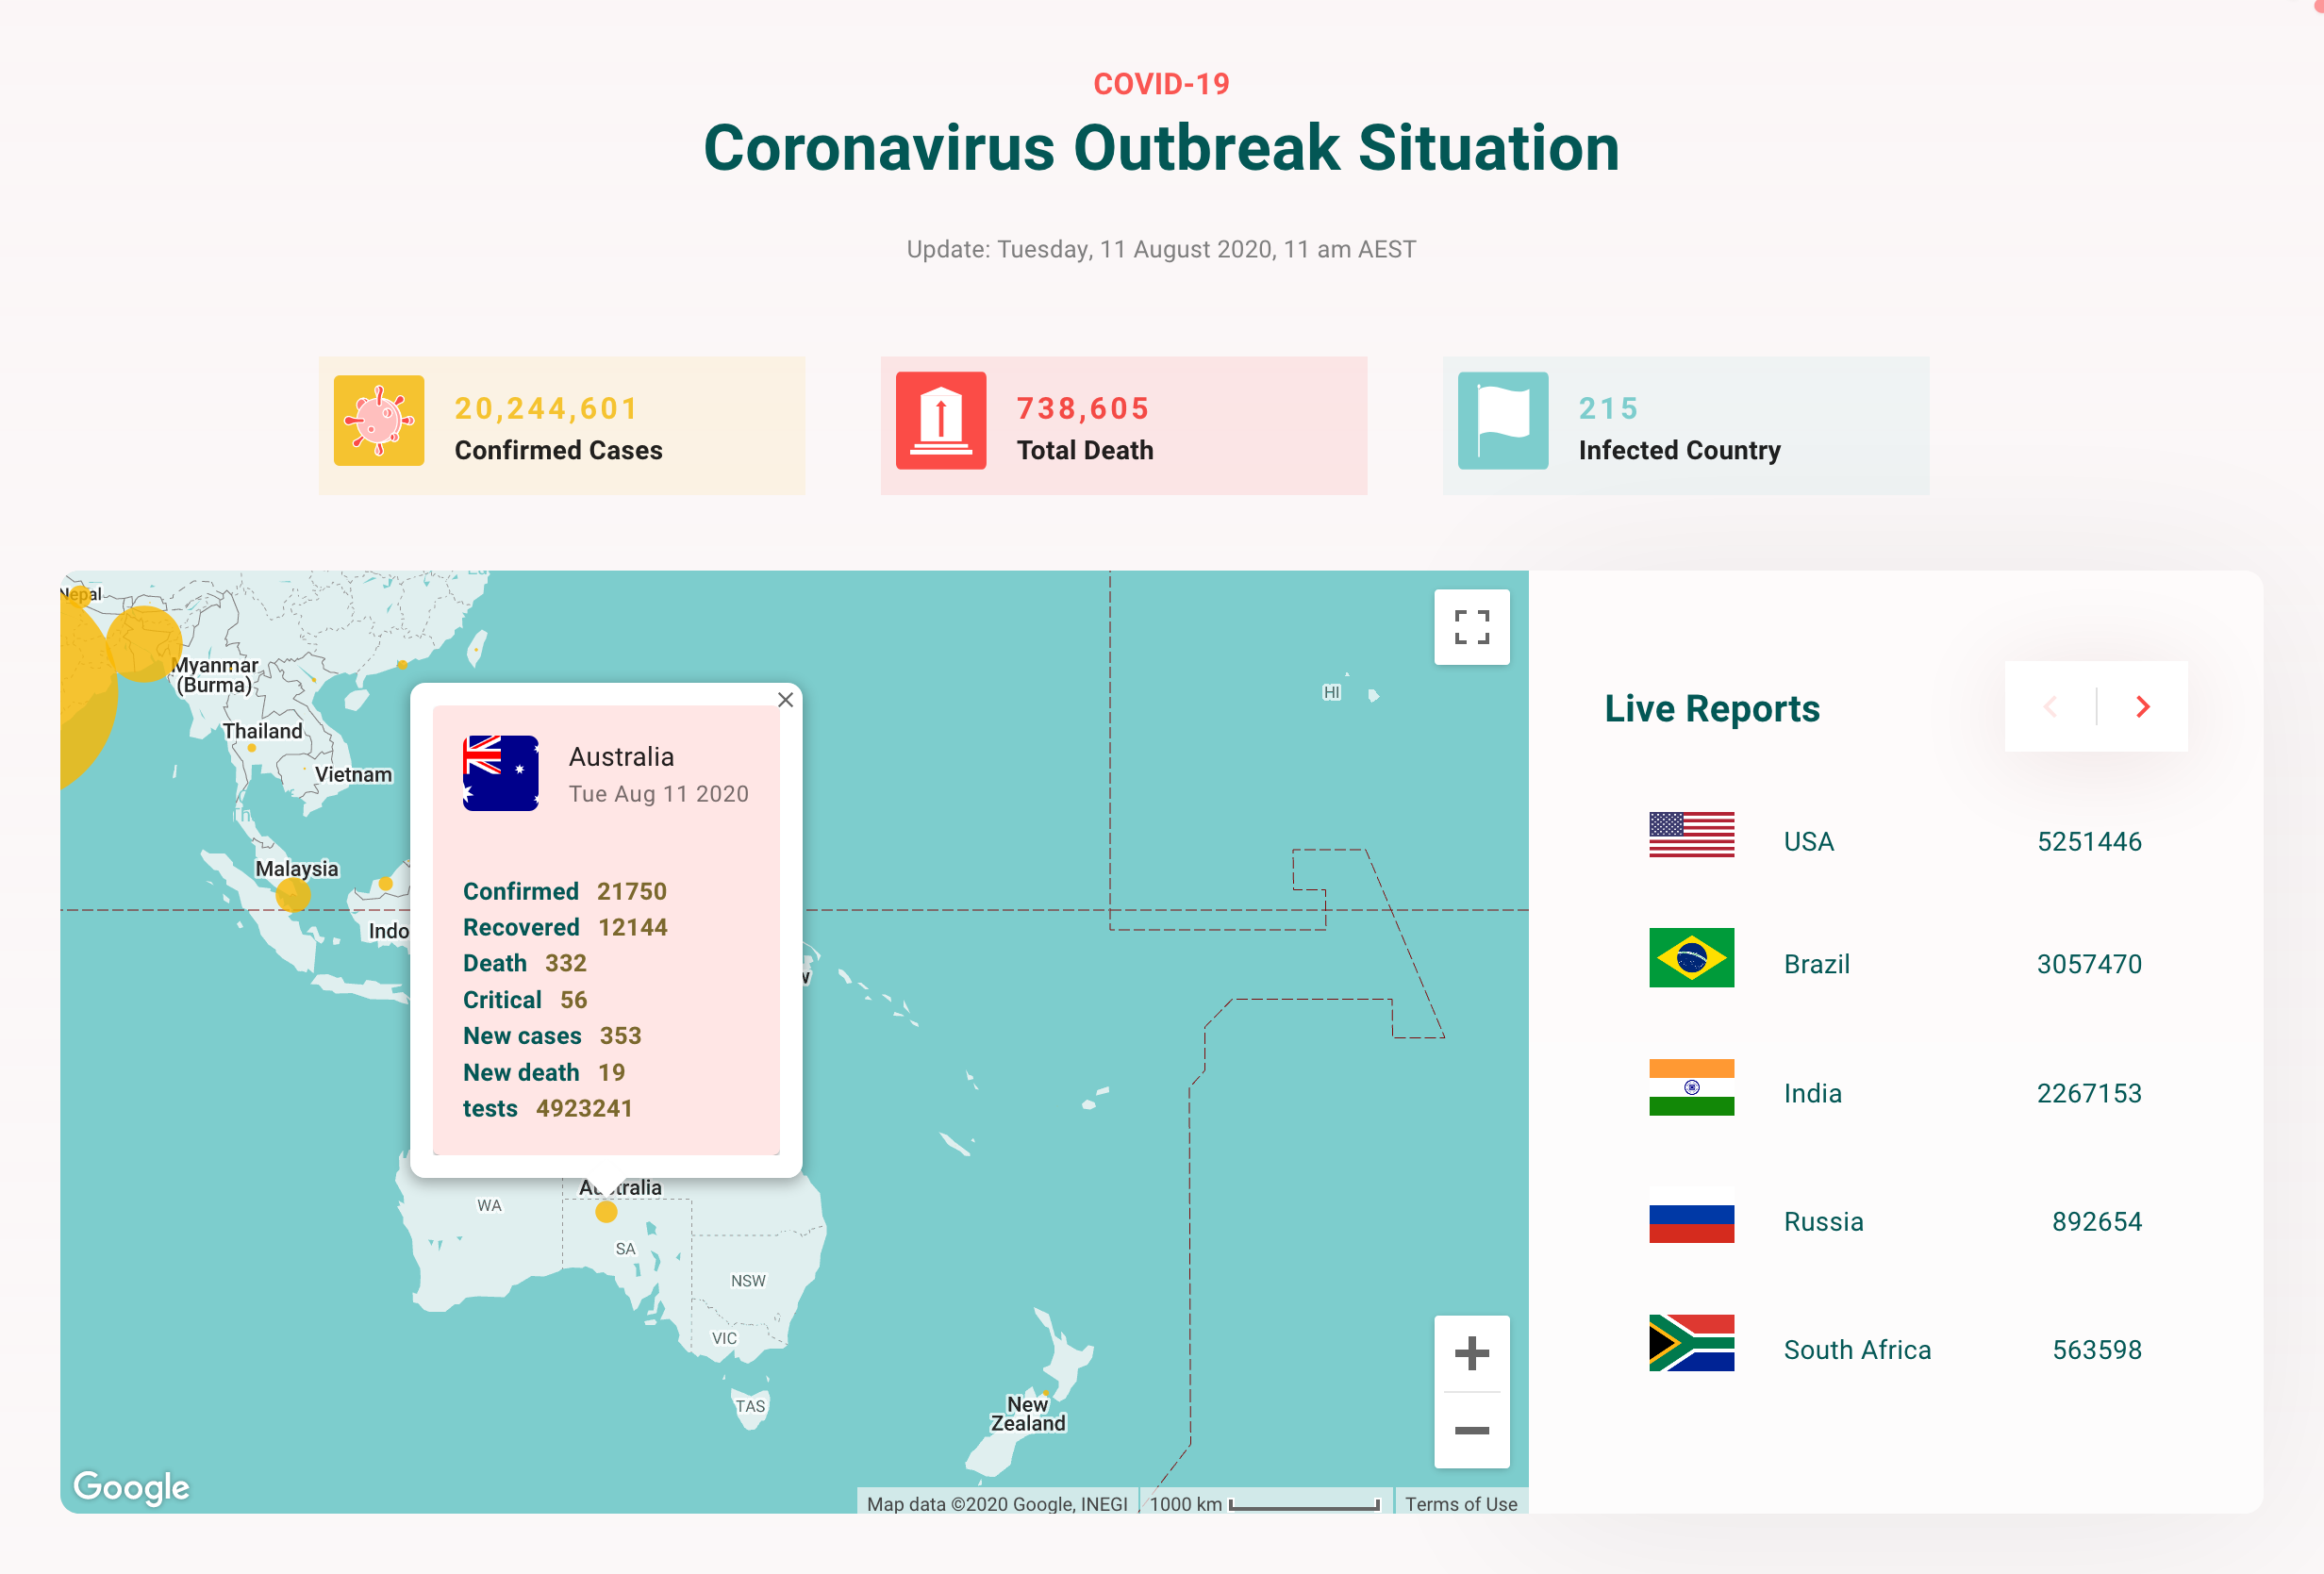 COVID-19
Coronavirus Outbreak Situation
Update: Tuesday, 11 August 2020, 11 am AEST
20,244,601
Confirmed Cases
738,605
Total Death
215
Infected Country
Nepal
Myanmar
(Burma)
Thailand
Vietnam
Malaysia
Indo
HI
Australia
Tue Aug 11 2020
Confirmed 21750
Recovered 12144
Death 332
Critical 56
New cases 353
New death 19
tests 4923241
Australia
WA
SA
NSW
VIC
TAS
New
Zealand
Google
Map data ©2020 Google, INEGI
1000 km
Terms of Use
Live Reports
USA 5251446
Brazil 3057470
India 2267153
Russia 892654
South Africa 563598